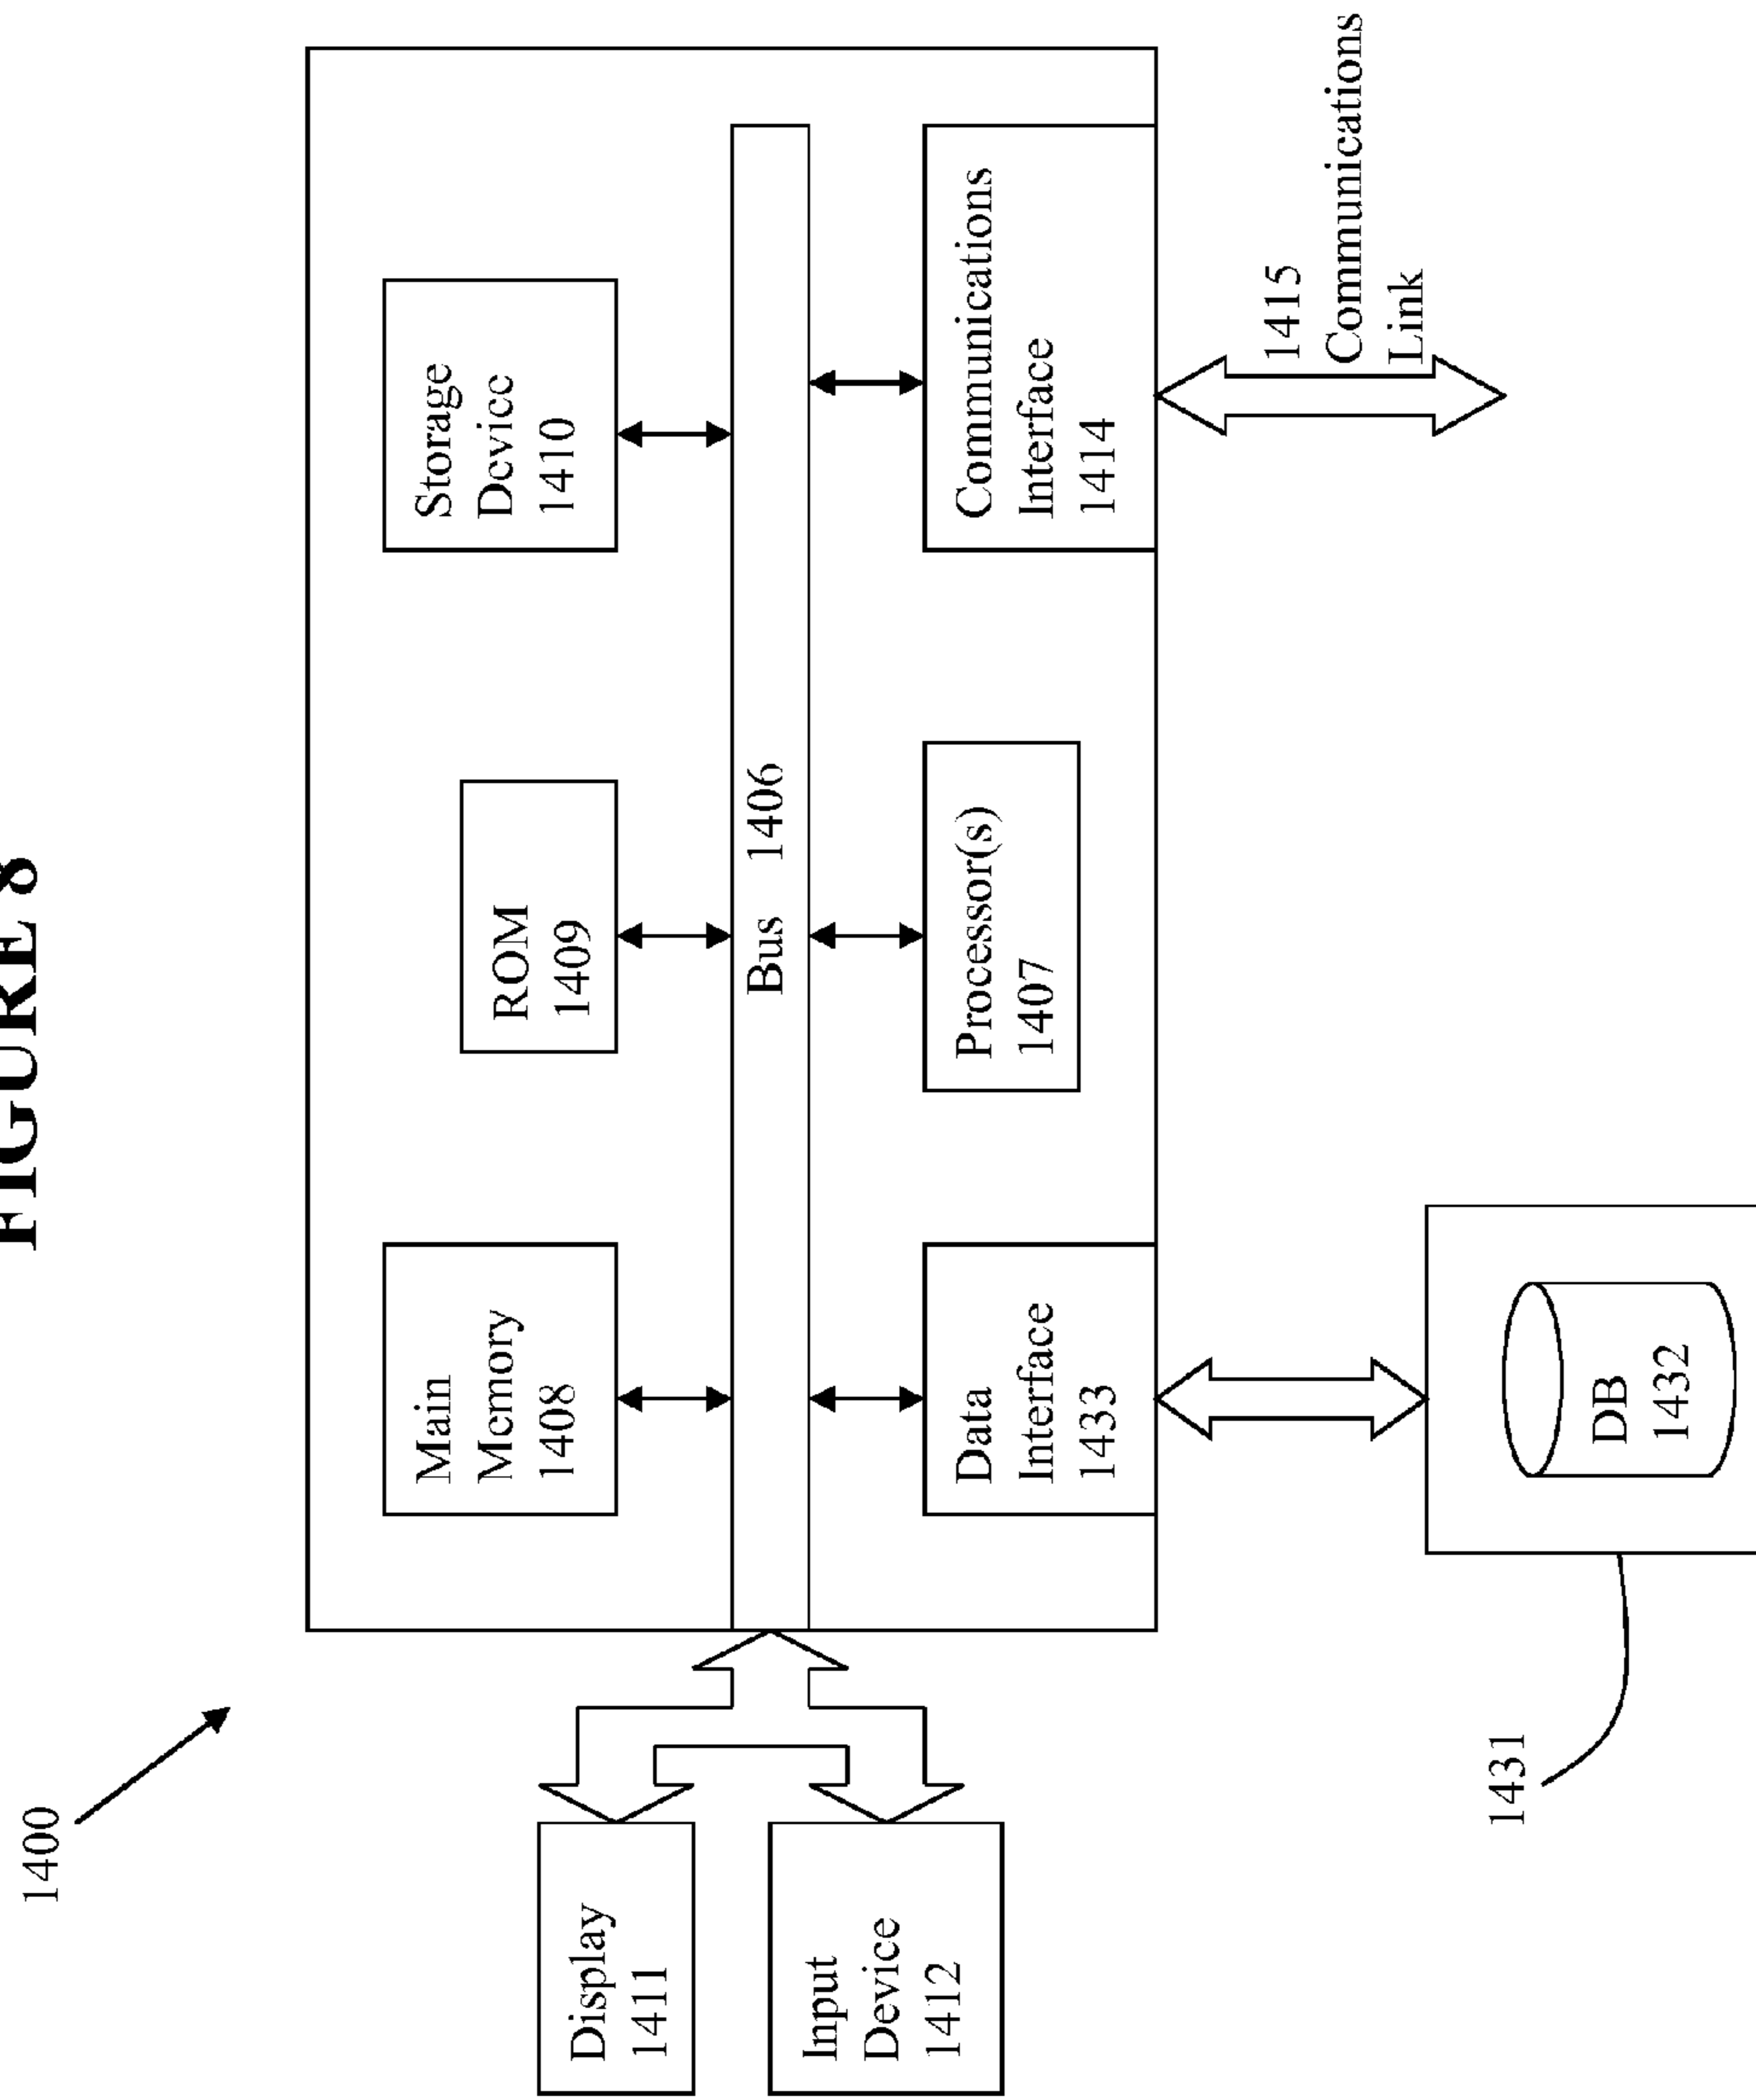 FIGURE 8
1400
Main
Memory
1408
ROM
1409
Storage
Device
1410
Display
1411
Bus 1406
Input
Device
1412
Data
Interface
1433
Processor(s)
1407
Communications
Interface
1414
1415
Communications
Link
1431
DB
1432